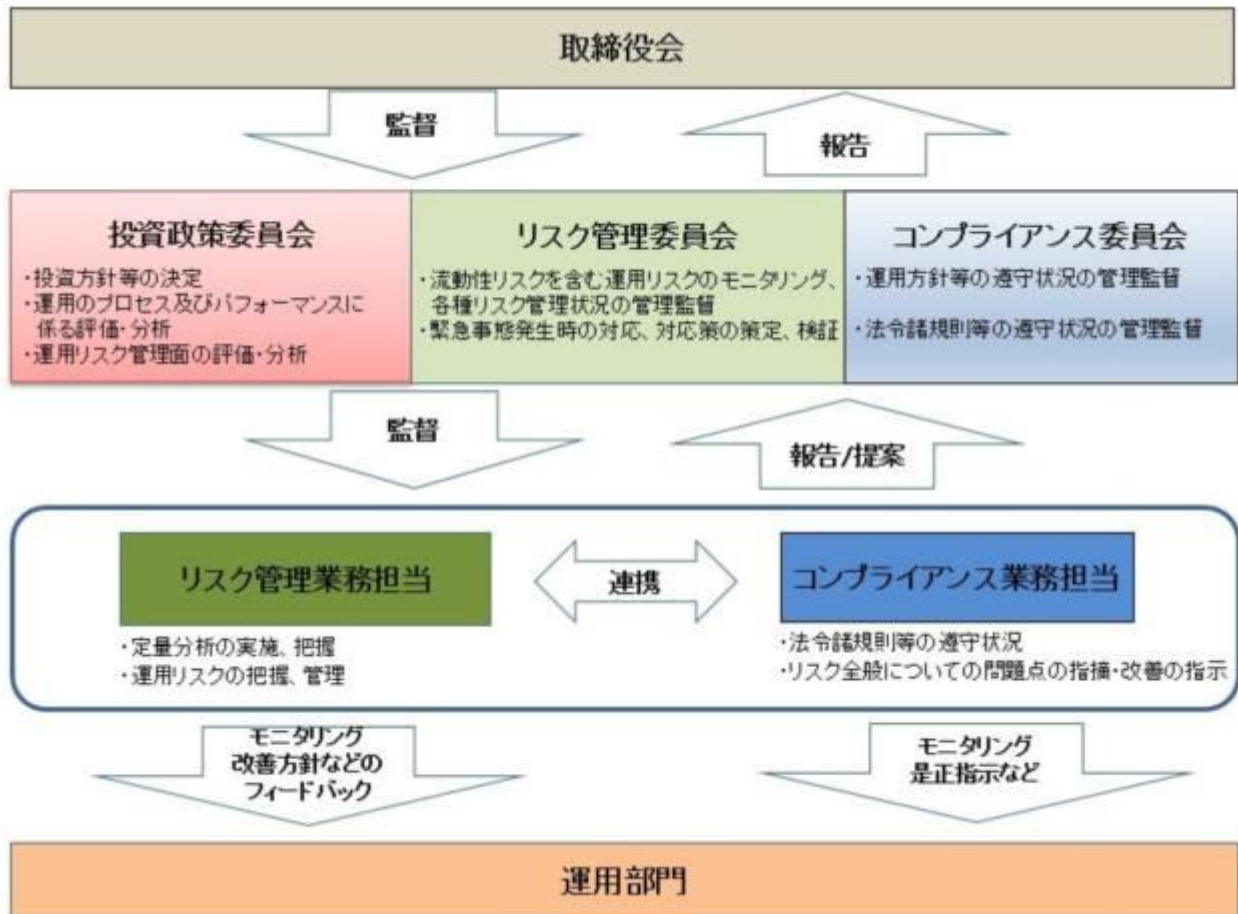 取締役会
監督
報告
投資政策委員会
・投資方針等の決定
・運用のプロセス及びパフォーマンスに
係る評価・分析
・運用リスク管理面の評価・分析
リスク管理委員会
・流動性リスクを含む運用リスクのモニタリング、
各種リスク管理状況の管理監督
・緊急事態発生時の対応、対応策の策定、検証
コンプライアンス委員会
・運用方針等の遵守状況の管理監督
・法令諸規則等の遵守状況の管理監督
監督
報告/提案
リスク管理業務担当
・定量分析の実施、把握
・運用リスクの把握、管理
連携
コンプライアンス業務担当
・法令諸規則等の遵守状況
・リスク全般についての問題点の指摘・改善の指示
モニタリング
改善方針などの
フィードバック
モニタリング
是正指示など
運用部門